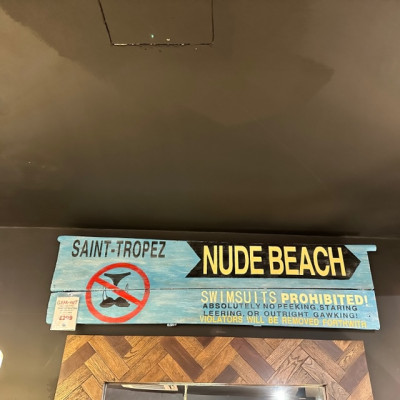 SAINT-TROPEZ
NUDE BEACH
SWIMSUITS PROHIBITED!
ABSOLUTELY NO PEEKING, STARING
LEERING, OR OUTRIGHT GAWKING!
VIOLATORS WILL BE REMOVED